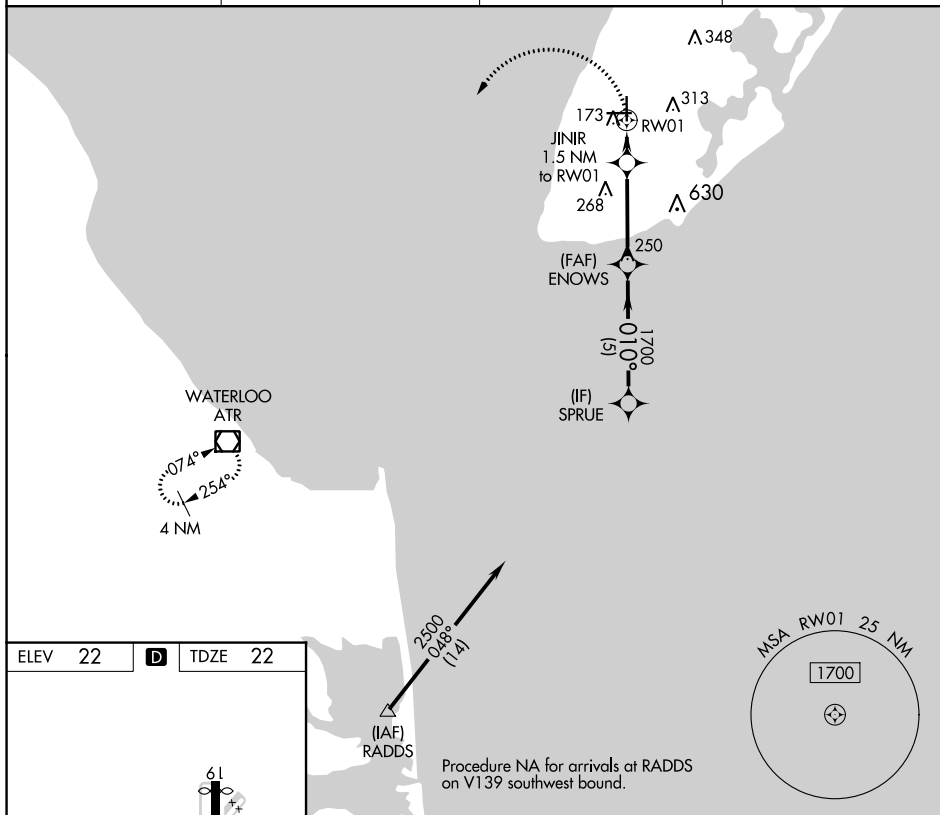 348
313
173
RW01
JINIR
1.5 NM
to RW01
268
630
250
(FAF)
ENOWS
1700
010°
(5)
(IF)
SPRUE
WATERLOO
ATR
074°
254°
4 NM
2500
048°
(14)
(IAF)
RADDS
MSA RW01 25 NM
1700
Procedure NA for arrivals at RADDS
on V139 southwest bound.
ELEV 22 D TDZE 22
19